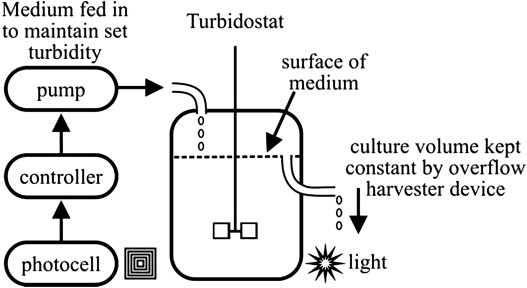 Medium fed in
to maintain set
turbidity
Turbidostat
surface of
medium
pump
controller
photocell
culture volume kept
constant by overflow
harvester device
light